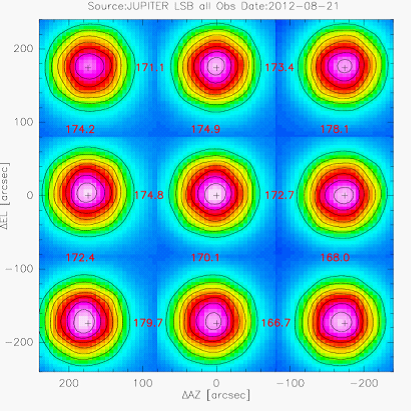 Source:JUPITER LSB all Obs Date:2012-08-21
200
171.1 173.4
100
174.2 174.9 178.1
0
174.8 172.7
172.4 170.1 168.0
-100
179.7 166.7
-200
200 100 0 -100 -200
ΔEL [arcsec]
ΔAZ [arcsec]